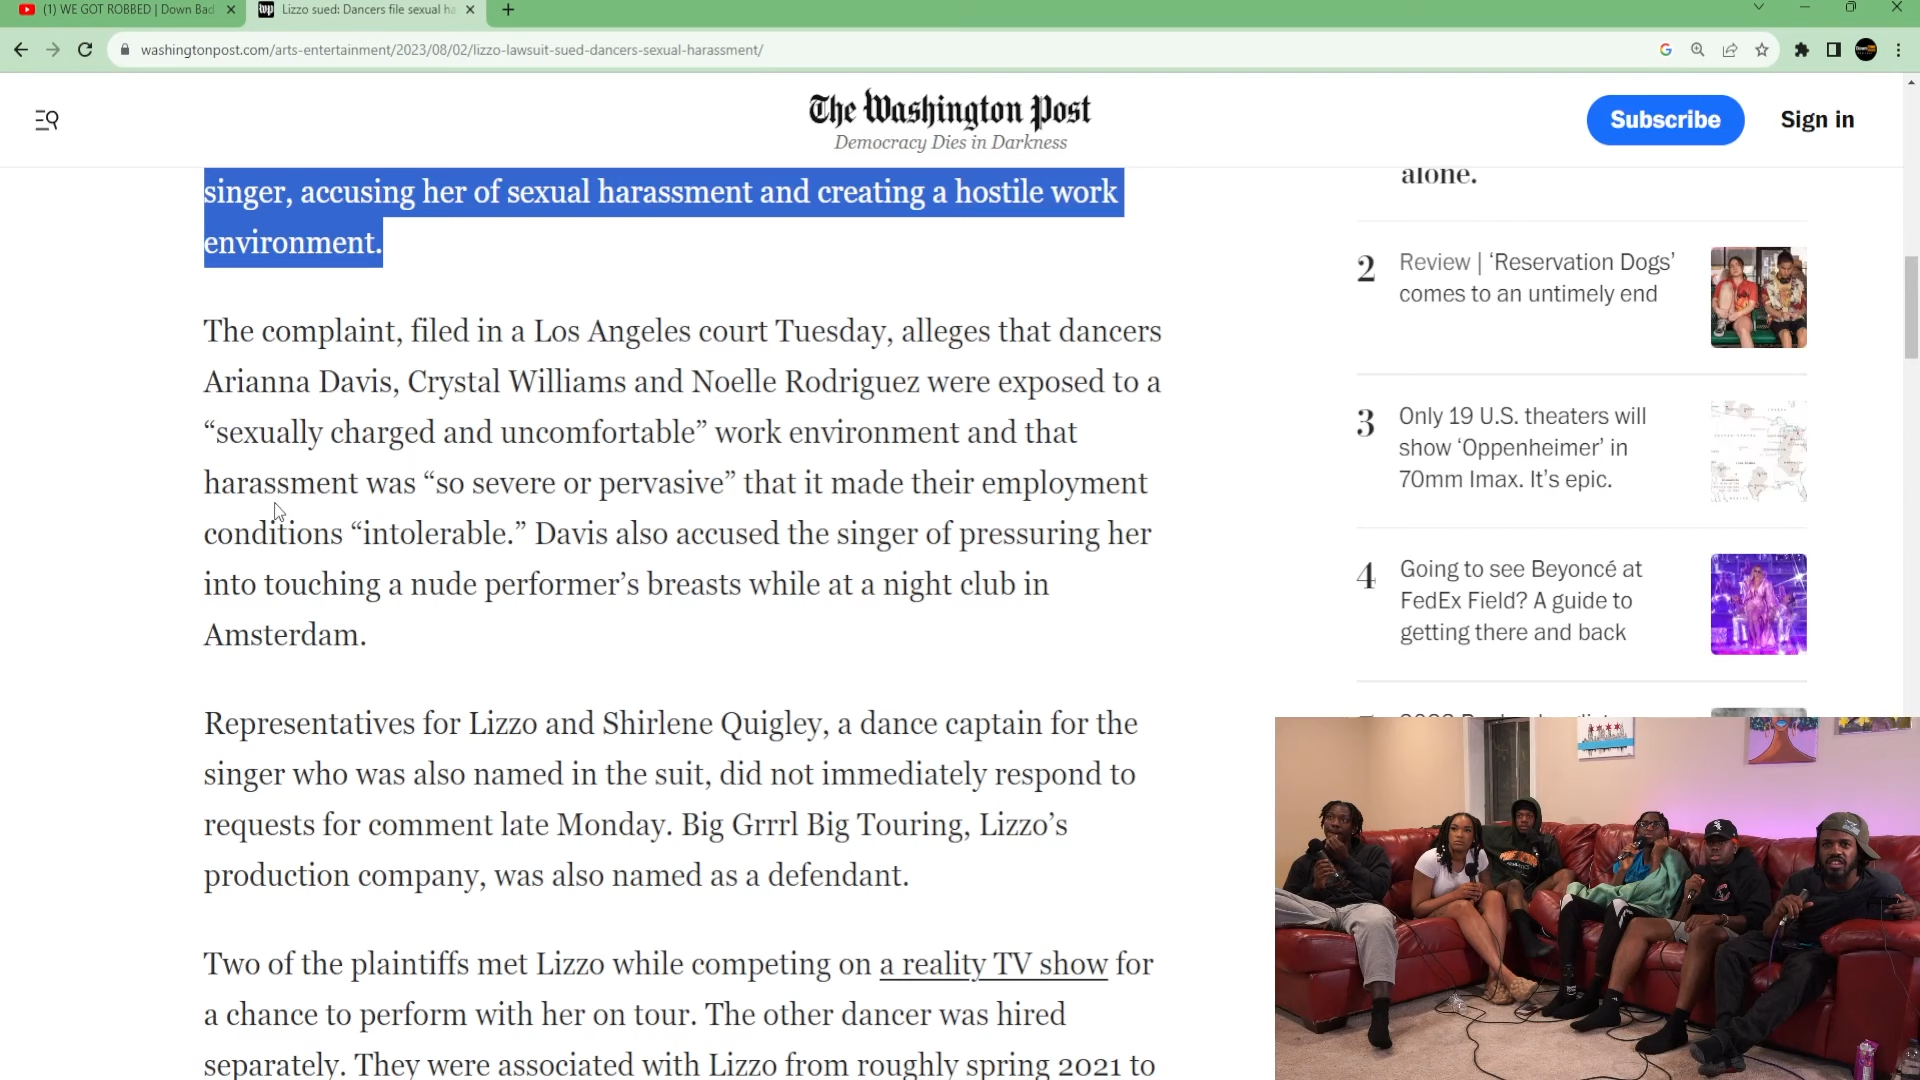 (1) WE GOT ROBBED | Down Bad
Lizzo sued: Dancers file sexual ha
washingtonpost.com/arts-entertainment/2023/08/02/lizzo-lawsuit-sued-dancers-sexual-harassment/
The Washington Post
Democracy Dies in Darkness
Subscribe
Sign in
singer, accusing her of sexual harassment and creating a hostile work
environment.
The complaint, filed in a Los Angeles court Tuesday, alleges that dancers
Arianna Davis, Crystal Williams and Noelle Rodriguez were exposed to a
“sexually charged and uncomfortable” work environment and that
harassment was “so severe or pervasive” that it made their employment
conditions “intolerable.” Davis also accused the singer of pressuring her
into touching a nude performer’s breasts while at a night club in
Amsterdam.
Representatives for Lizzo and Shirlene Quigley, a dance captain for the
singer who was also named in the suit, did not immediately respond to
requests for comment late Monday. Big Grrrl Big Touring, Lizzo’s
production company, was also named as a defendant.
Two of the plaintiffs met Lizzo while competing on a reality TV show for
a chance to perform with her on tour. The other dancer was hired
separately. They were associated with Lizzo from roughly spring 2021 to
alone.
2
Review | ‘Reservation Dogs’
comes to an untimely end
3
Only 19 U.S. theaters will
show ‘Oppenheimer’ in
70mm Imax. It’s epic.
4
Going to see Beyoncé at
FedEx Field? A guide to
getting there and back